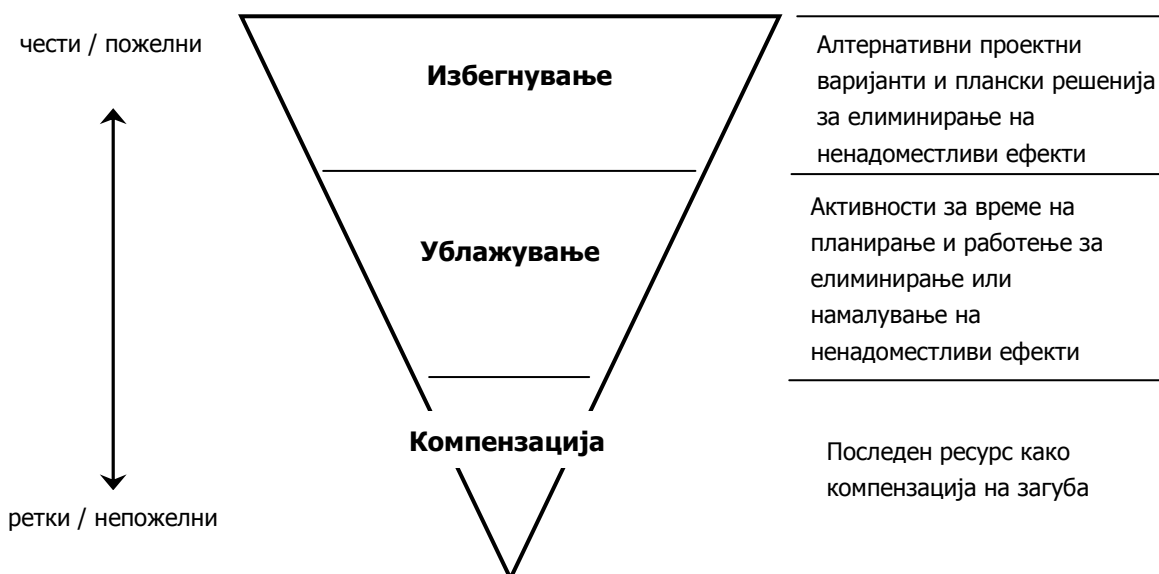 чести / пожелни
Избегнување
Алтернативни проектни
варијанти и плански решенија
за елиминирање на
ненадоместливи ефекти
Ублажување
Активности за време на
планирање и работење за
елиминирање или
намалување на
ненадоместливи ефекти
Компензација
Последен ресурс како
компензација на загуба
ретки / непожелни